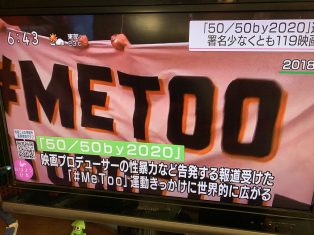 6:43
東京
「50／50by2020」
署名少なくとも119映画
2018
#METOO
「50／50by2020」
映画プロデューサーの性暴力など告発する報道受けた
「#MeToo」運動きっかけに世界的に広がる